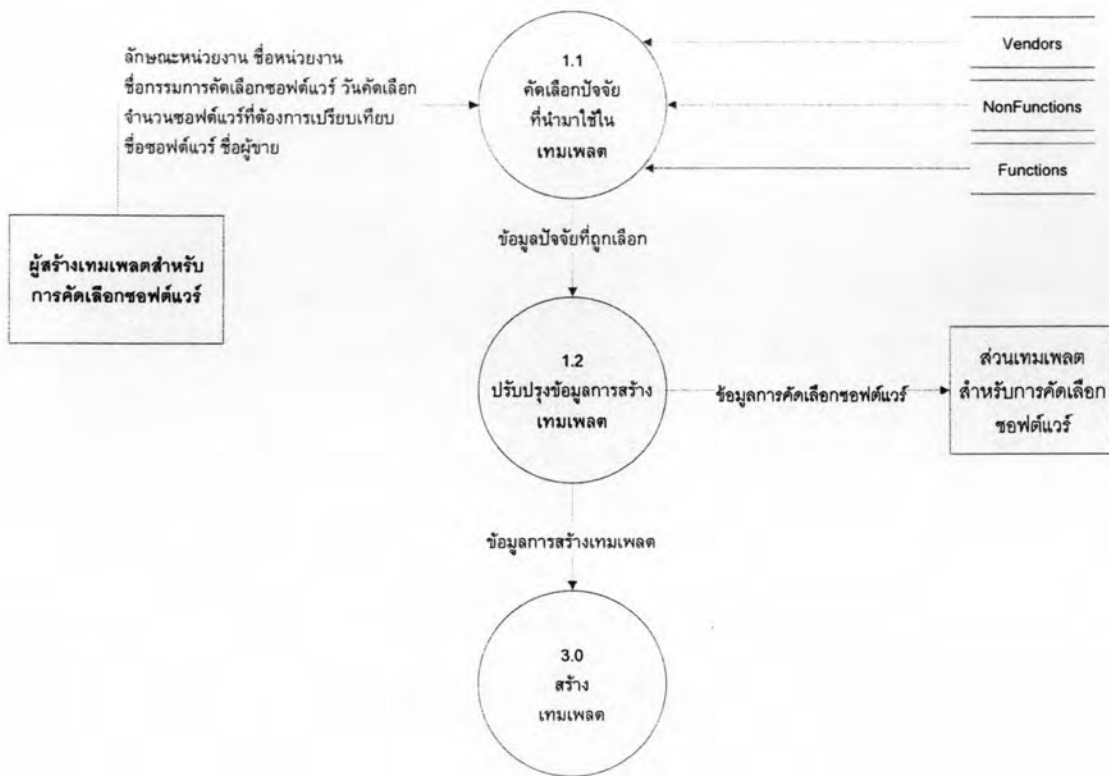 ลักษณะหน่วยงาน ชื่อหน่วยงาน
ชื่อกรรมการคัดเลือกซอฟต์แวร์ วันคัดเลือก
จำนวนซอฟต์แวร์ที่ต้องการเปรียบเทียบ
ชื่อซอฟต์แวร์ ชื่อผู้ขาย
1.1
คัดเลือกปัจจัย
ที่นำมาใช้ใน
เทมเพลต
Vendors
NonFunctions
Functions
ผู้สร้างเทมเพลตสำหรับ
การคัดเลือกซอฟต์แวร์
ข้อมูลปัจจัยที่ถูกเลือก
1.2
ปรับปรุงข้อมูลการสร้าง
เทมเพลต
ข้อมูลการคัดเลือกซอฟต์แวร์
ส่วนเทมเพลต
สำหรับการคัดเลือก
ซอฟต์แวร์
ข้อมูลการสร้างเทมเพลต
3.0
สร้าง
เทมเพลต